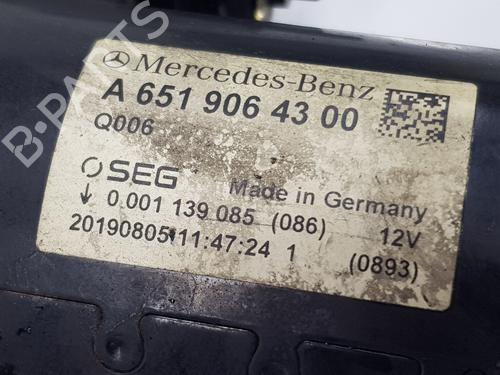 Mercedes-Benz
A 651 906 43 00
Q006
SEG Made in Germany
0 001 139 085 (086) 12V
20190805 11:47:24 1 (0893)
B-PARTS